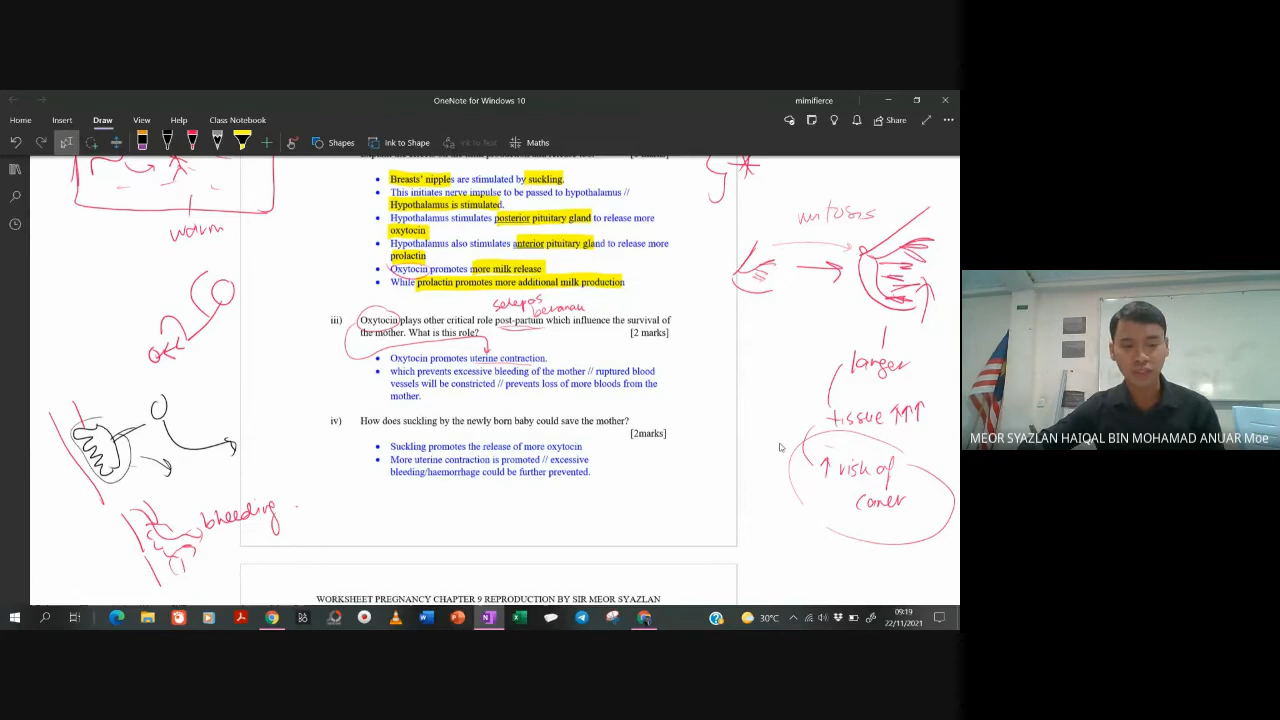 OneNote for Windows 10
mimifierce
Home
Insert
Draw
View
Help
Class Notebook
Shapes
Ink to Shape
Ink to Text
Maths
Share
• Breasts' nipples are stimulated by suckling.
• This initiates nerve impulse to be passed to hypothalamus //
Hypothalamus is stimulated.
• Hypothalamus stimulates posterior pituitary gland to release more
oxytocin
• Hypothalamus also stimulates anterior pituitary gland to release more
prolactin
• Oxytocin promotes more milk release
• While prolactin promotes more additional milk production
selepas
beranak
iii) Oxytocin plays other critical role post-partum which influence the survival of
the mother. What is this role? [2 marks]
• Oxytocin promotes uterine contraction.
• which prevents excessive bleeding of the mother // ruptured blood
vessels will be constricted // prevents loss of more bloods from the
mother.
iv) How does suckling by the newly born baby could save the mother?
[2marks]
• Suckling promotes the release of more oxytocin
• More uterine contraction is promoted // excessive
bleeding/haemorrhage could be further prevented.
WORKSHEET PREGNANCY CHAPTER 9 REPRODUCTION BY SIR MEOR SYAZLAN
warm
bleeding
mitosis
larger
tissue ↑↑↑
↑ risk of
cancer
MEOR SYAZLAN HAIQAL BIN MOHAMAD ANUAR Moe
30°C
09:19
22/11/2021